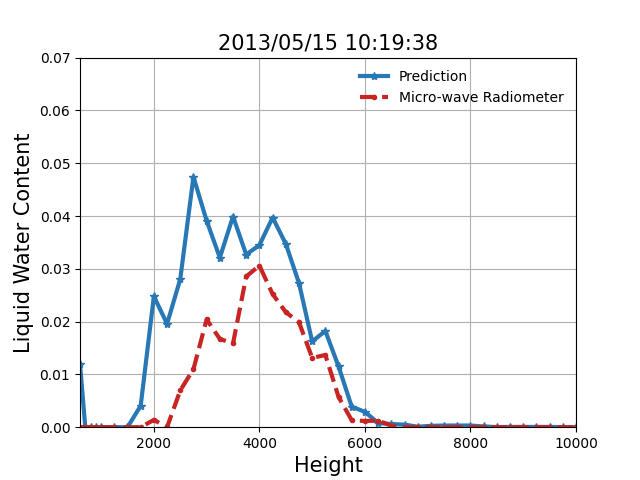 2013/05/15 10:19:38
0.07
0.06
0.05
0.04
0.03
0.02
0.01
0.00
Liquid Water Content
Prediction
Micro-wave Radiometer
2000 4000 6000 8000 10000
Height